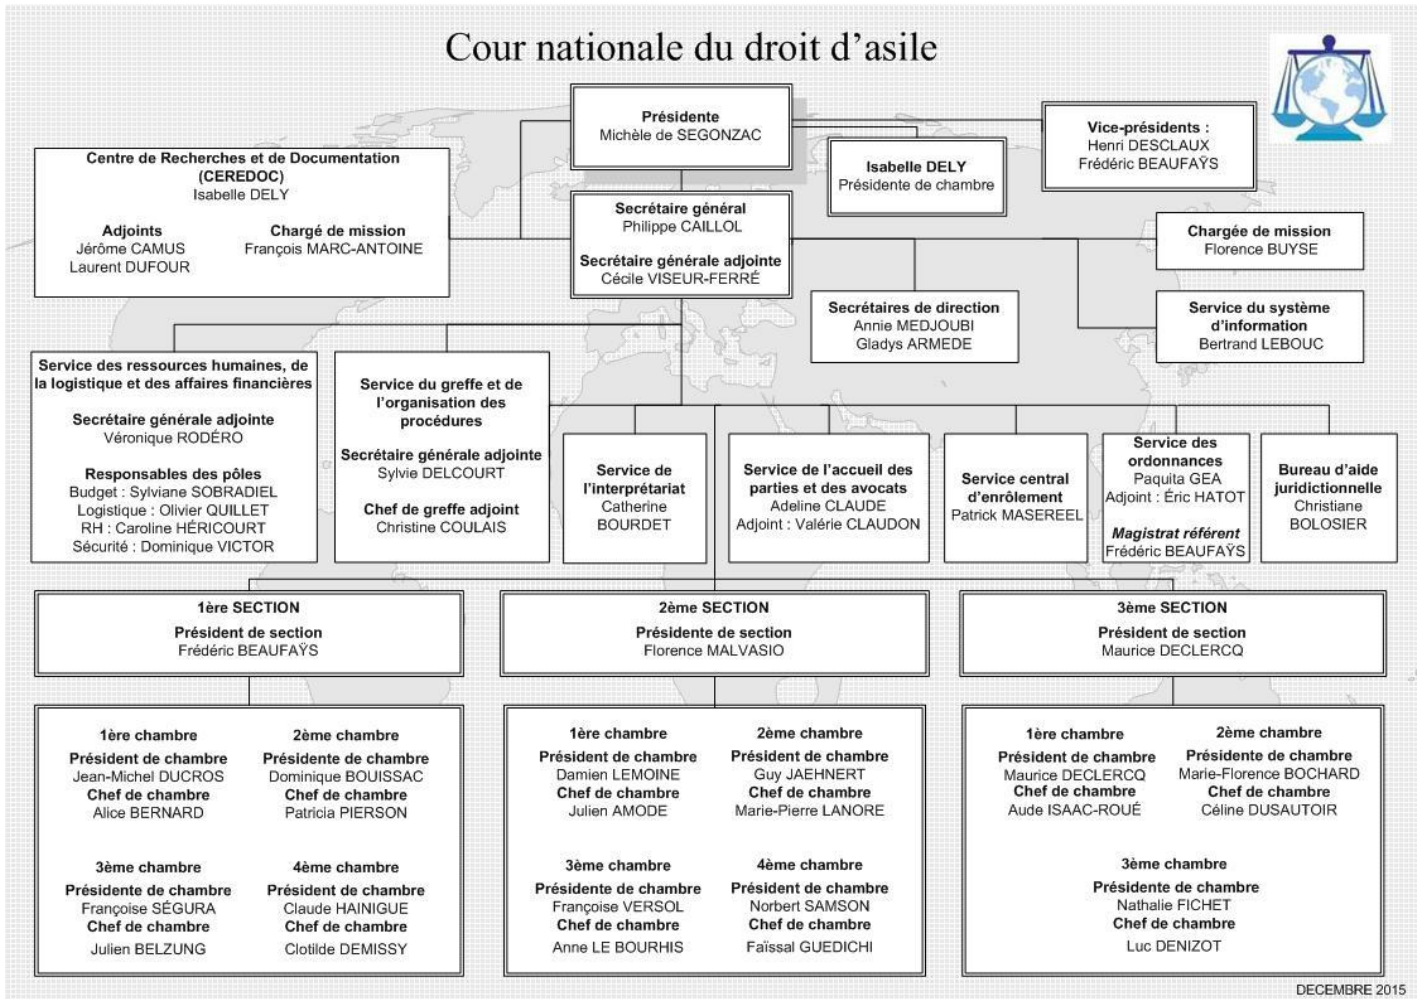 Cour nationale du droit d’asile
Présidente
Michèle de SEGONZAC
Vice-présidents :
Henri DESCLAUX
Frédéric BEAUFAŸS
Isabelle DELY
Présidente de chambre
Centre de Recherches et de Documentation
(CEREDOC)
Isabelle DELY
Adjoints
Jérôme CAMUS
Laurent DUFOUR
Chargé de mission
François MARC-ANTOINE
Secrétaire général
Philippe CAILLOL
Secrétaire générale adjointe
Cécile VISEUR-FERRÉ
Chargée de mission
Florence BUYSE
Secrétaires de direction
Annie MEDJOUBI
Gladys ARMEDE
Service du système
d’information
Bertrand LEBOUC
Service des ressources humaines, de
la logistique et des affaires financières
Secrétaire générale adjointe
Véronique RODÉRO
Responsables des pôles
Budget : Sylviane SOBRADIEL
Logistique : Olivier QUILLET
RH : Caroline HÉRICOURT
Sécurité : Dominique VICTOR
Service du greffe et de
l’organisation des
procédures
Secrétaire générale adjointe
Sylvie DELCOURT
Chef de greffe adjoint
Christine COULAIS
Service de
l’interprétariat
Catherine
BOURDET
Service de l’accueil des
parties et des avocats
Adeline CLAUDE
Adjoint : Valérie CLAUDON
Service central
d’enrôlement
Patrick MASEREEL
Service des
ordonnances
Paquita GEA
Adjoint : Éric HATOT
Magistrat référent
Frédéric BEAUFAŸS
Bureau d’aide
juridictionnelle
Christiane
BOLOSIER
1ère SECTION
Président de section
Frédéric BEAUFAŸS
2ème SECTION
Présidente de section
Florence MALVASIO
3ème SECTION
Président de section
Maurice DECLERCQ
1ère chambre
Président de chambre
Jean-Michel DUCROS
Chef de chambre
Alice BERNARD
2ème chambre
Présidente de chambre
Dominique BOUISSAC
Chef de chambre
Patricia PIERSON
3ème chambre
Présidente de chambre
Françoise SÉGURA
Chef de chambre
Julien BELZUNG
4ème chambre
Président de chambre
Claude HAINIGUE
Chef de chambre
Clotilde DEMISSY
1ère chambre
Président de chambre
Damien LEMOINE
Chef de chambre
Julien AMODE
2ème chambre
Président de chambre
Guy JAEHNERT
Chef de chambre
Marie-Pierre LANORE
3ème chambre
Présidente de chambre
Françoise VERSOL
Chef de chambre
Anne LE BOURHIS
4ème chambre
Président de chambre
Norbert SAMSON
Chef de chambre
Faïssal GUEDICHI
1ère chambre
Président de chambre
Maurice DECLERCQ
Chef de chambre
Aude ISAAC-ROUÉ
2ème chambre
Présidente de chambre
Marie-Florence BOCHARD
Chef de chambre
Céline DUSAUTOIR
3ème chambre
Présidente de chambre
Nathalie FICHET
Chef de chambre
Luc DENIZOT
DECEMBRE 2015